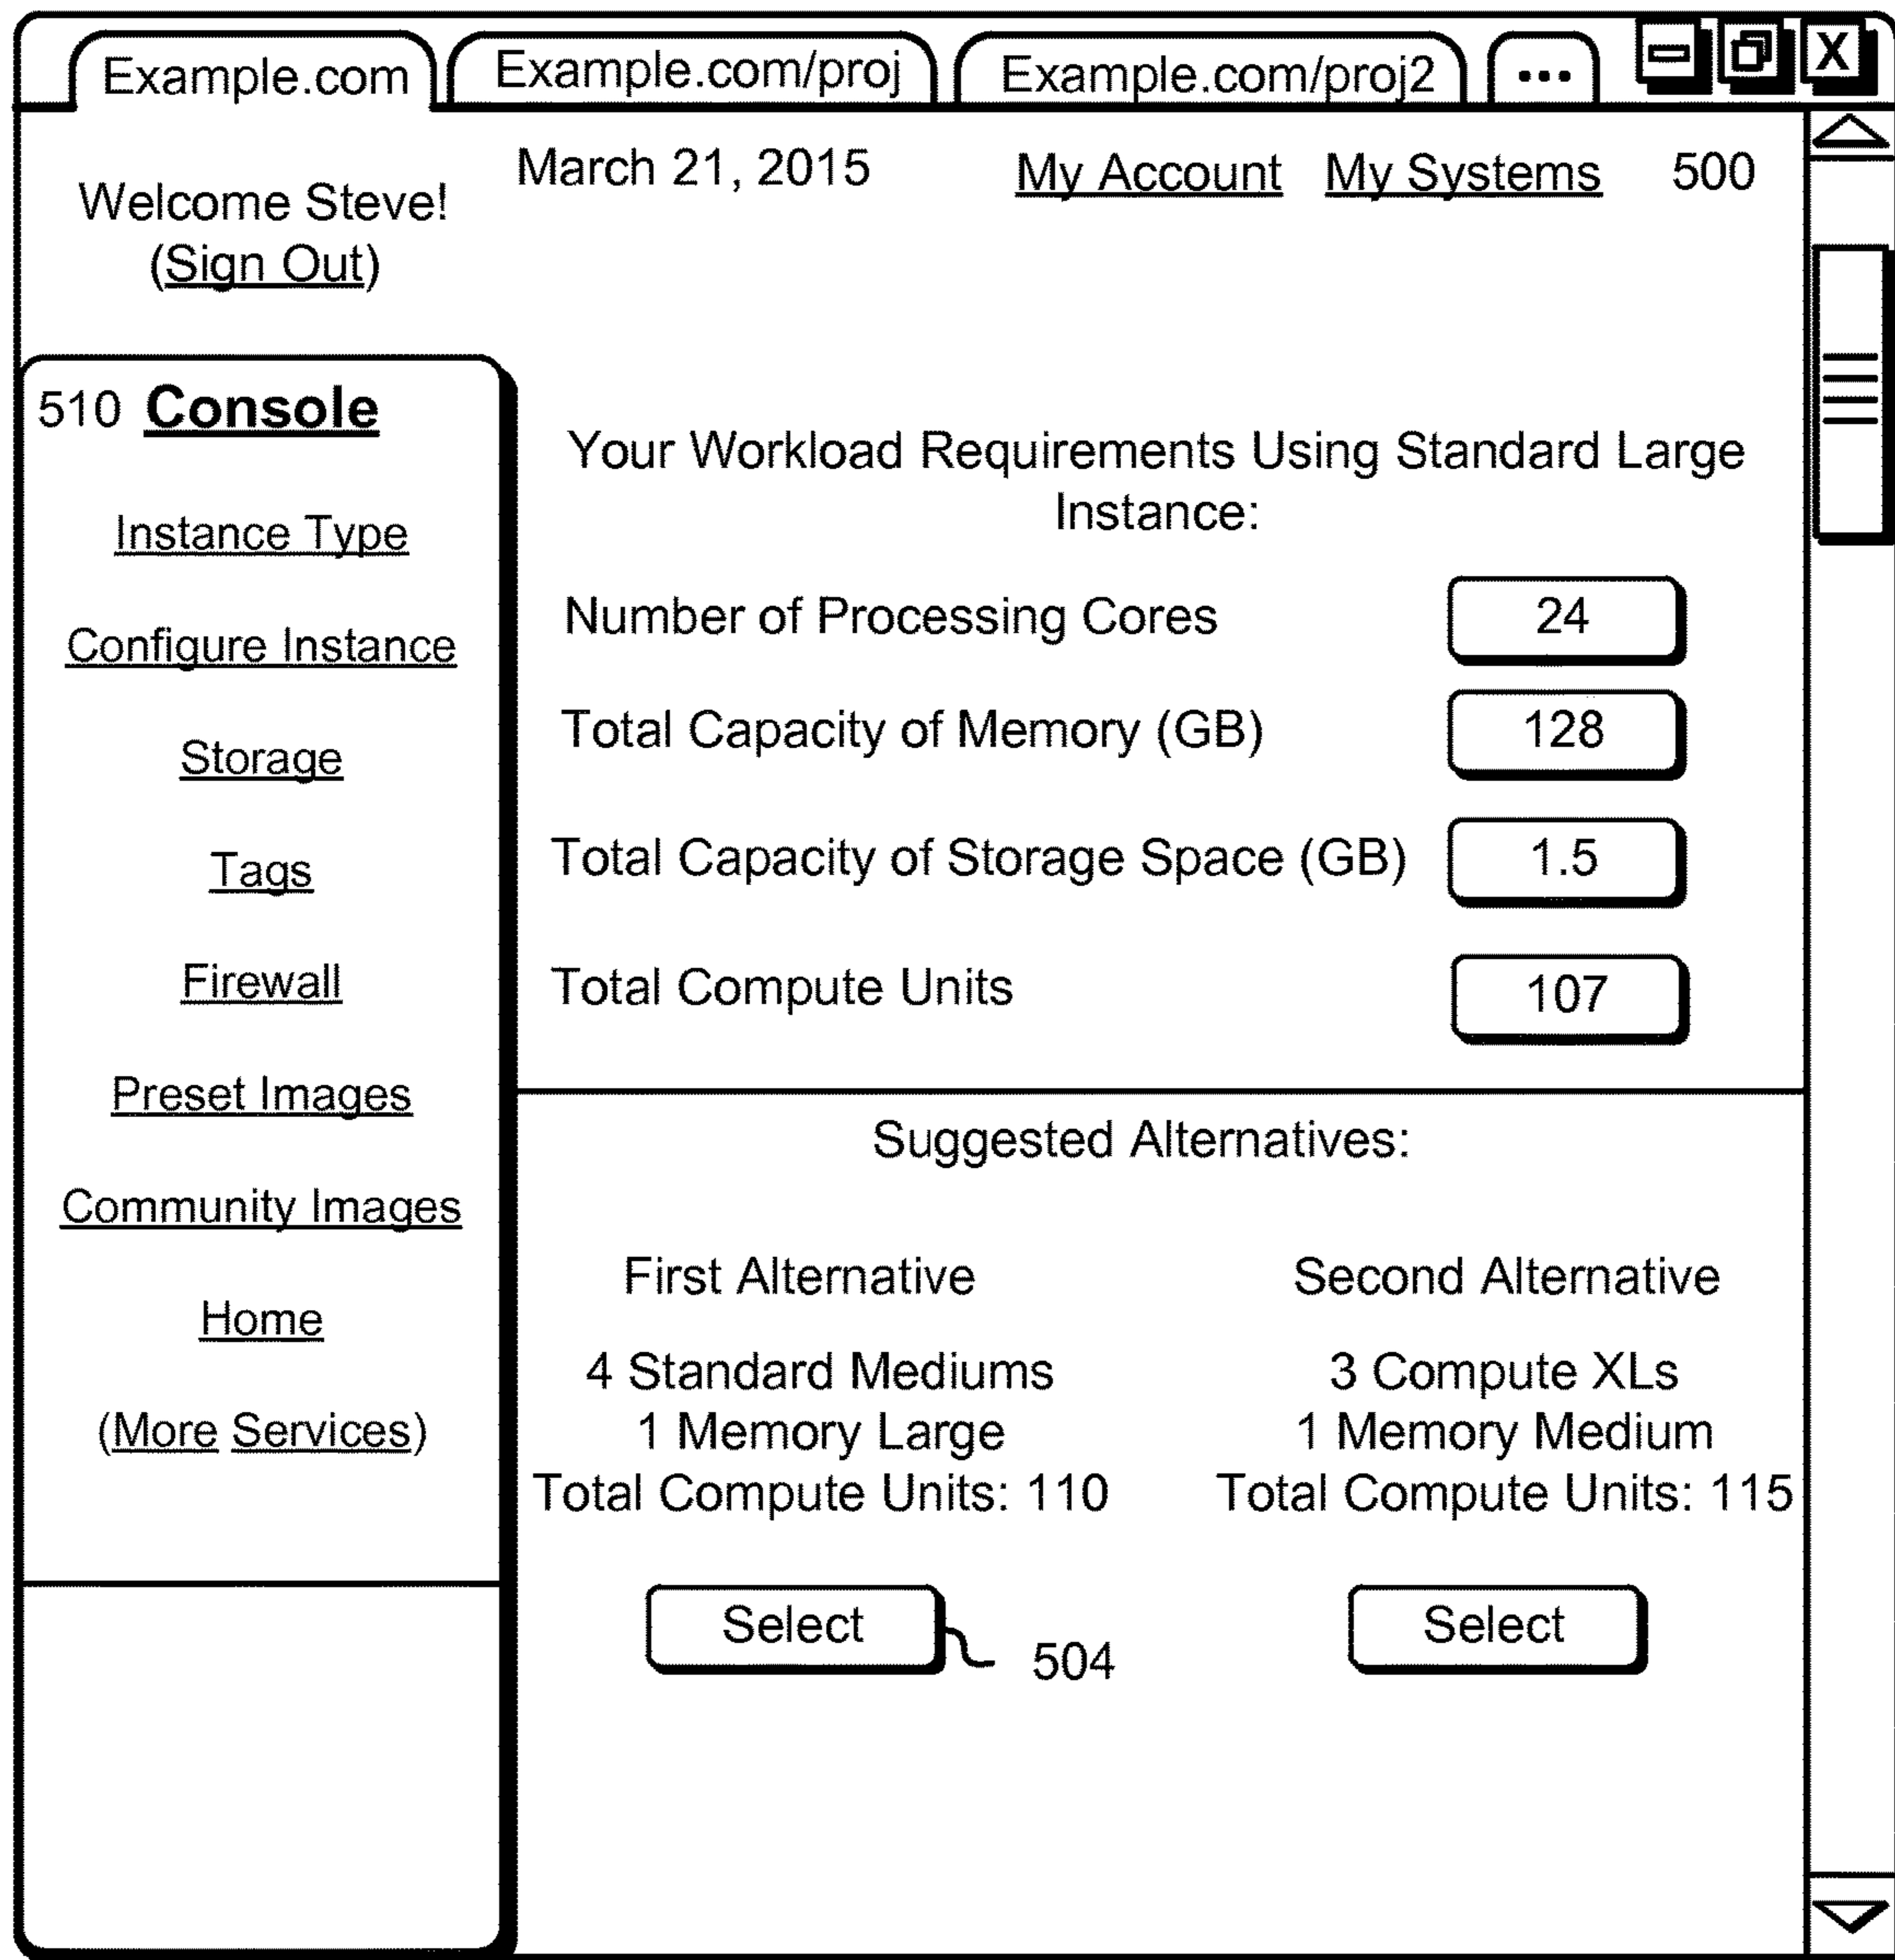 Example.com
Example.com/proj
Example.com/proj2
...
X
Welcome Steve!
(Sign Out)
March 21, 2015
My Account
My Systems
500
510 Console
Instance Type
Configure Instance
Storage
Tags
Firewall
Preset Images
Community Images
Home
(More Services)
Your Workload Requirements Using Standard Large
Instance:
Number of Processing Cores
24
Total Capacity of Memory (GB)
128
Total Capacity of Storage Space (GB)
1.5
Total Compute Units
107
Suggested Alternatives:
First Alternative
4 Standard Mediums
1 Memory Large
Total Compute Units: 110
Select
504
Second Alternative
3 Compute XLs
1 Memory Medium
Total Compute Units: 115
Select